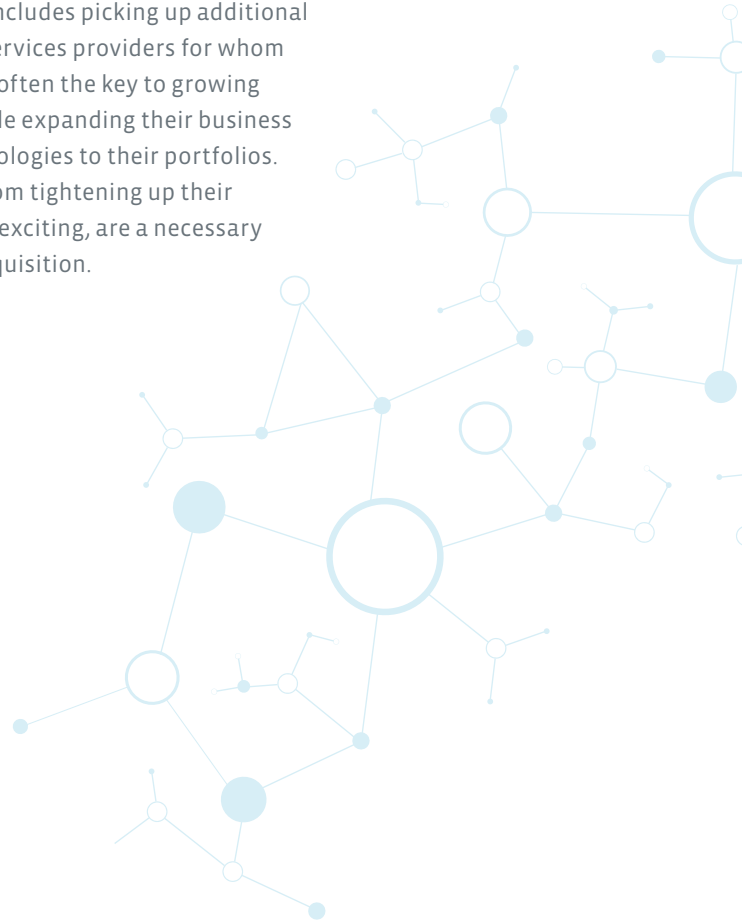 ncludes picking up additional
ervices providers for whom
often the key to growing
le expanding their business
ologies to their portfolios.
om tightening up their
exciting, are a necessary
quisition.